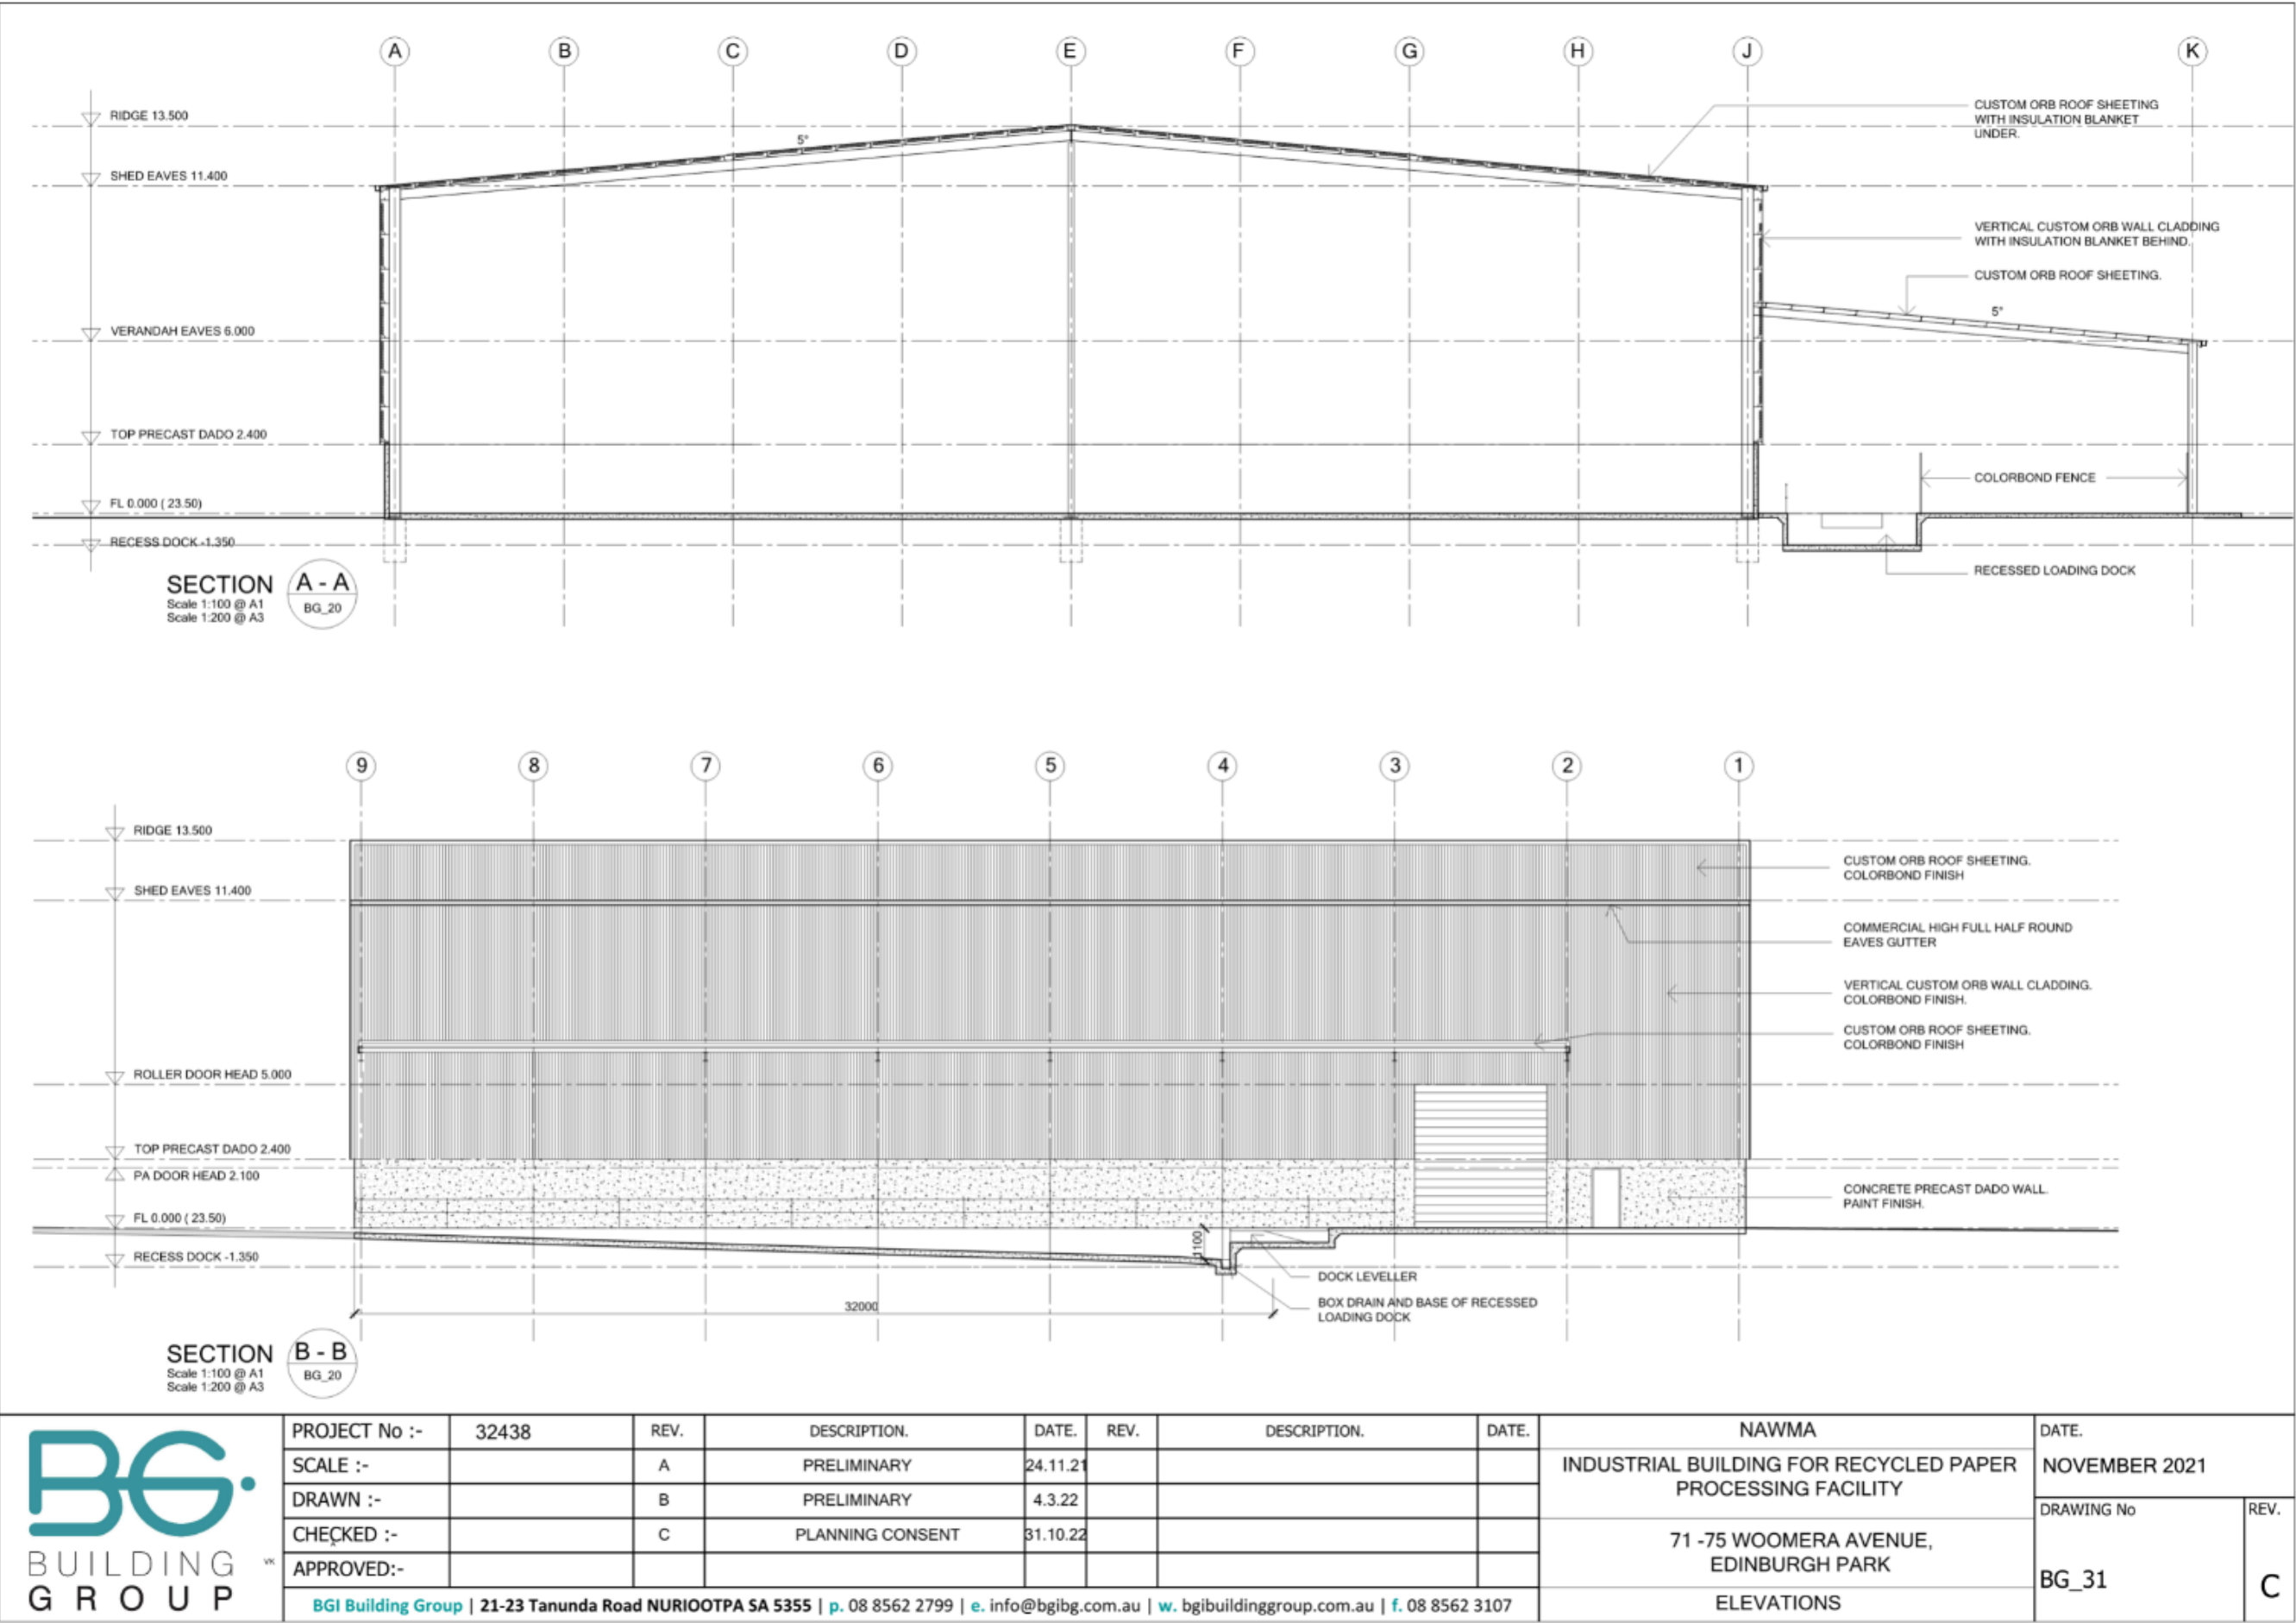 A B C D E F G H J K
RIDGE 13.500
SHED EAVES 11.400
VERANDAH EAVES 6.000
TOP PRECAST DADO 2.400
FL 0.000 ( 23.50)
RECESS DOCK -1.350
5°
CUSTOM ORB ROOF SHEETING
WITH INSULATION BLANKET
UNDER.
VERTICAL CUSTOM ORB WALL CLADDING
WITH INSULATION BLANKET BEHIND.
CUSTOM ORB ROOF SHEETING.
5°
COLORBOND FENCE
RECESSED LOADING DOCK
SECTION
Scale 1:100 @ A1
Scale 1:200 @ A3
A - A
BG_20
9 8 7 6 5 4 3 2 1
RIDGE 13.500
SHED EAVES 11.400
ROLLER DOOR HEAD 5.000
TOP PRECAST DADO 2.400
PA DOOR HEAD 2.100
FL 0.000 ( 23.50)
RECESS DOCK -1.350
CUSTOM ORB ROOF SHEETING.
COLORBOND FINISH
COMMERCIAL HIGH FULL HALF ROUND
EAVES GUTTER
VERTICAL CUSTOM ORB WALL CLADDING.
COLORBOND FINISH.
CUSTOM ORB ROOF SHEETING.
COLORBOND FINISH
CONCRETE PRECAST DADO WALL.
PAINT FINISH.
1100
DOCK LEVELLER
BOX DRAIN AND BASE OF RECESSED
LOADING DOCK
32000
SECTION
Scale 1:100 @ A1
Scale 1:200 @ A3
B - B
BG_20
BG.
BUILDING
GROUP
VK
PROJECT No :- 32438
SCALE :-
DRAWN :-
CHECKED :-
APPROVED:-
REV. DESCRIPTION. DATE. REV. DESCRIPTION. DATE.
A PRELIMINARY 24.11.21
B PRELIMINARY 4.3.22
C PLANNING CONSENT 31.10.22
BGI Building Group | 21-23 Tanunda Road NURIOOTPA SA 5355 | p. 08 8562 2799 | e. info@bgibg.com.au | w. bgibuildinggroup.com.au | f. 08 8562 3107
NAWMA
INDUSTRIAL BUILDING FOR RECYCLED PAPER
PROCESSING FACILITY
71 -75 WOOMERA AVENUE,
EDINBURGH PARK
ELEVATIONS
DATE.
NOVEMBER 2021
DRAWING No
BG_31
REV.
C